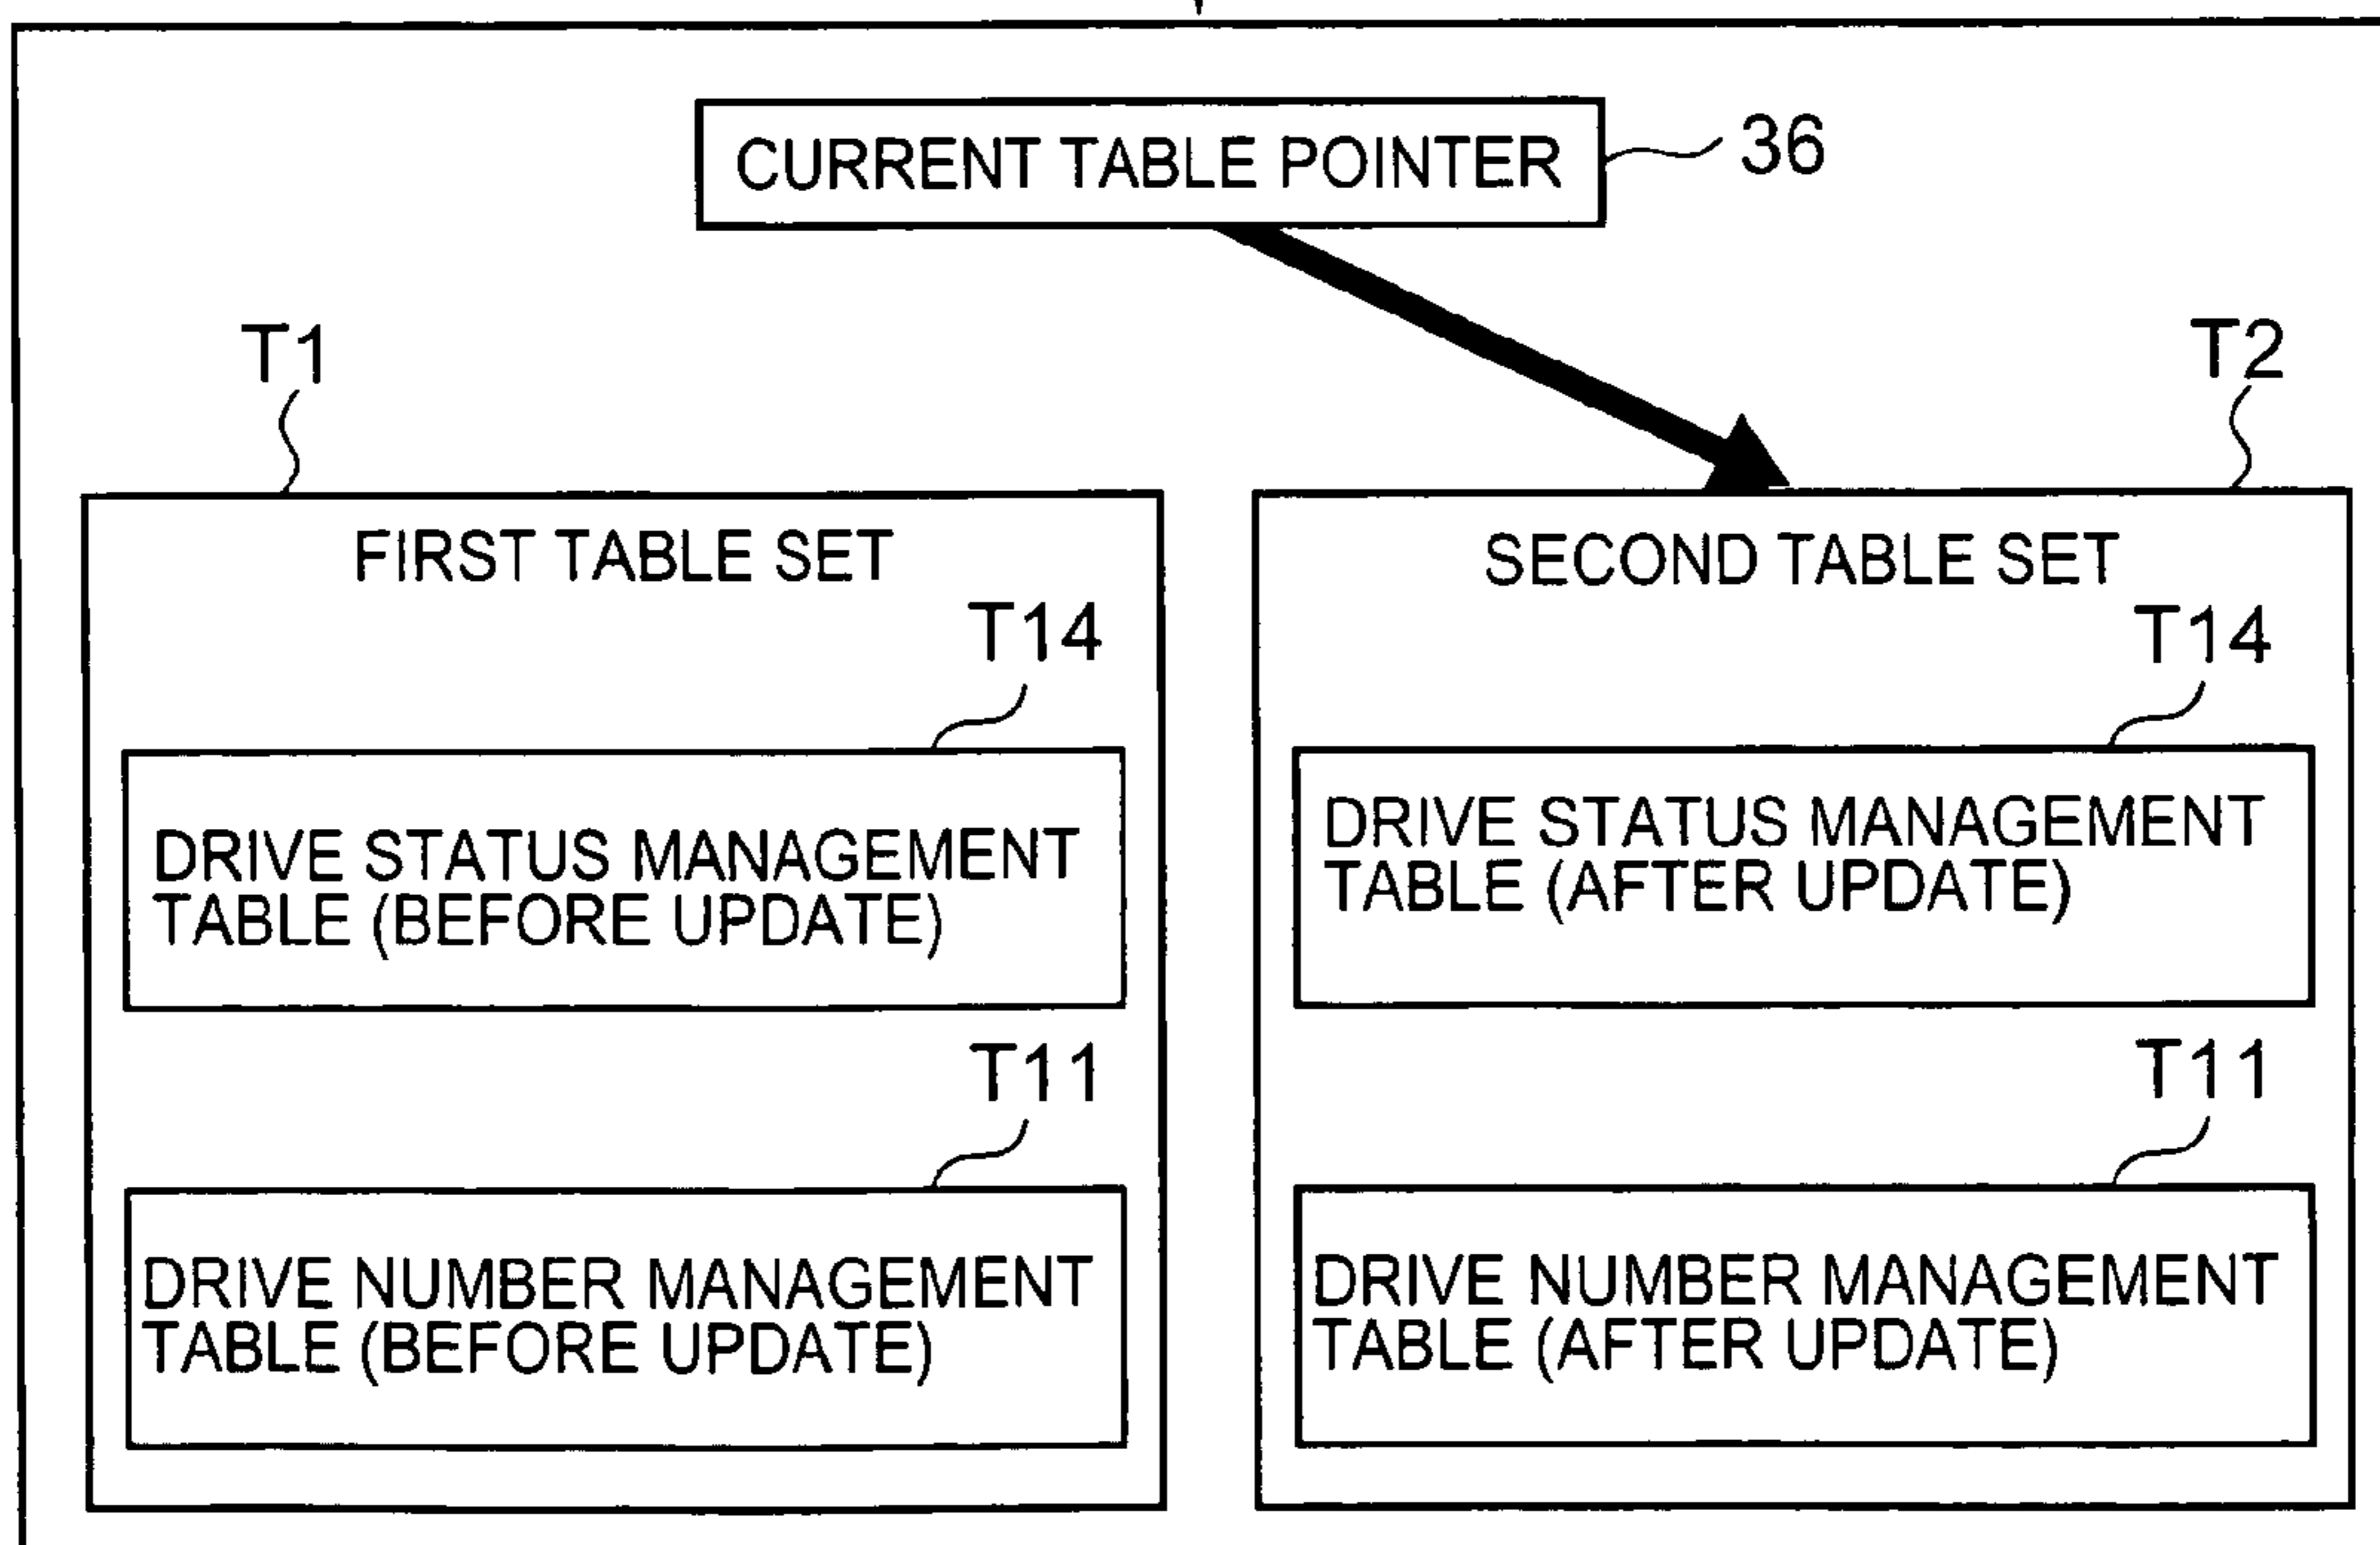 CURRENT TABLE POINTER
36
T1
T2
FIRST TABLE SET
T14
DRIVE STATUS MANAGEMENT
TABLE (BEFORE UPDATE)
T11
DRIVE NUMBER MANAGEMENT
TABLE (BEFORE UPDATE)
SECOND TABLE SET
T14
DRIVE STATUS MANAGEMENT
TABLE (AFTER UPDATE)
T11
DRIVE NUMBER MANAGEMENT
TABLE (AFTER UPDATE)